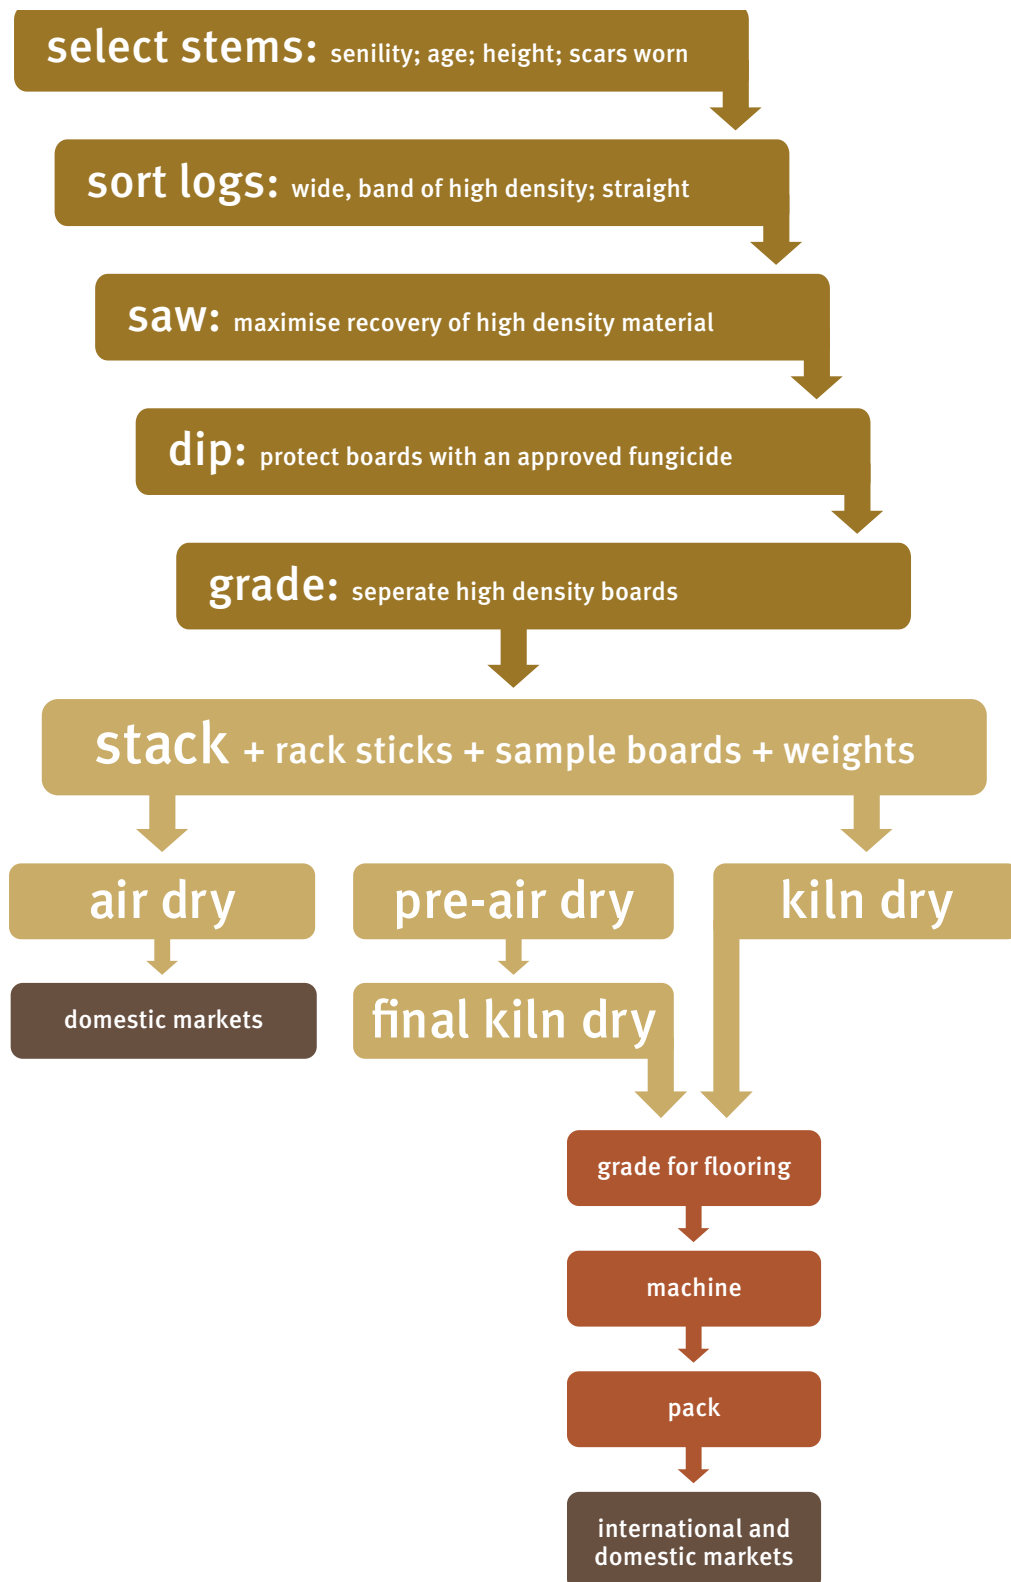 select stems: senility; age; height; scars worn
sort logs: wide, band of high density; straight
saw: maximise recovery of high density material
dip: protect boards with an approved fungicide
grade: seperate high density boards
stack + rack sticks + sample boards + weights
air dry
pre-air dry
kiln dry
domestic markets
final kiln dry
grade for flooring
machine
pack
international and
domestic markets